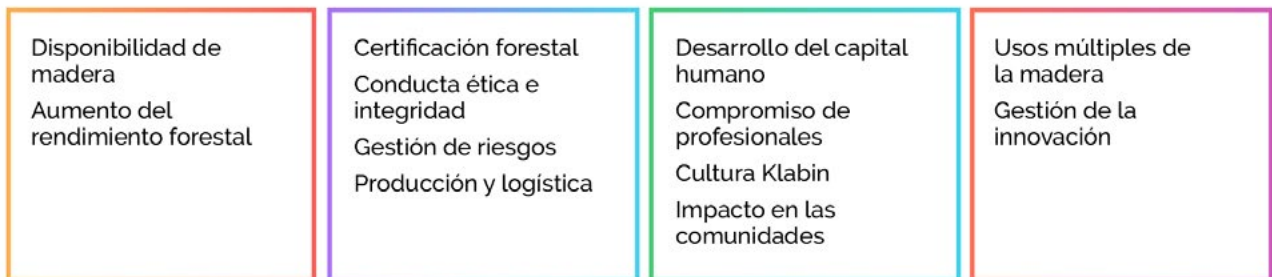 Disponibilidad de
madera
Aumento del
rendimiento forestal
Certificación forestal
Conducta ética e
integridad
Gestión de riesgos
Producción y logística
Desarrollo del capital
humano
Compromiso de
profesionales
Cultura Klabin
Impacto en las
comunidades
Usos múltiples de
la madera
Gestión de la
innovación